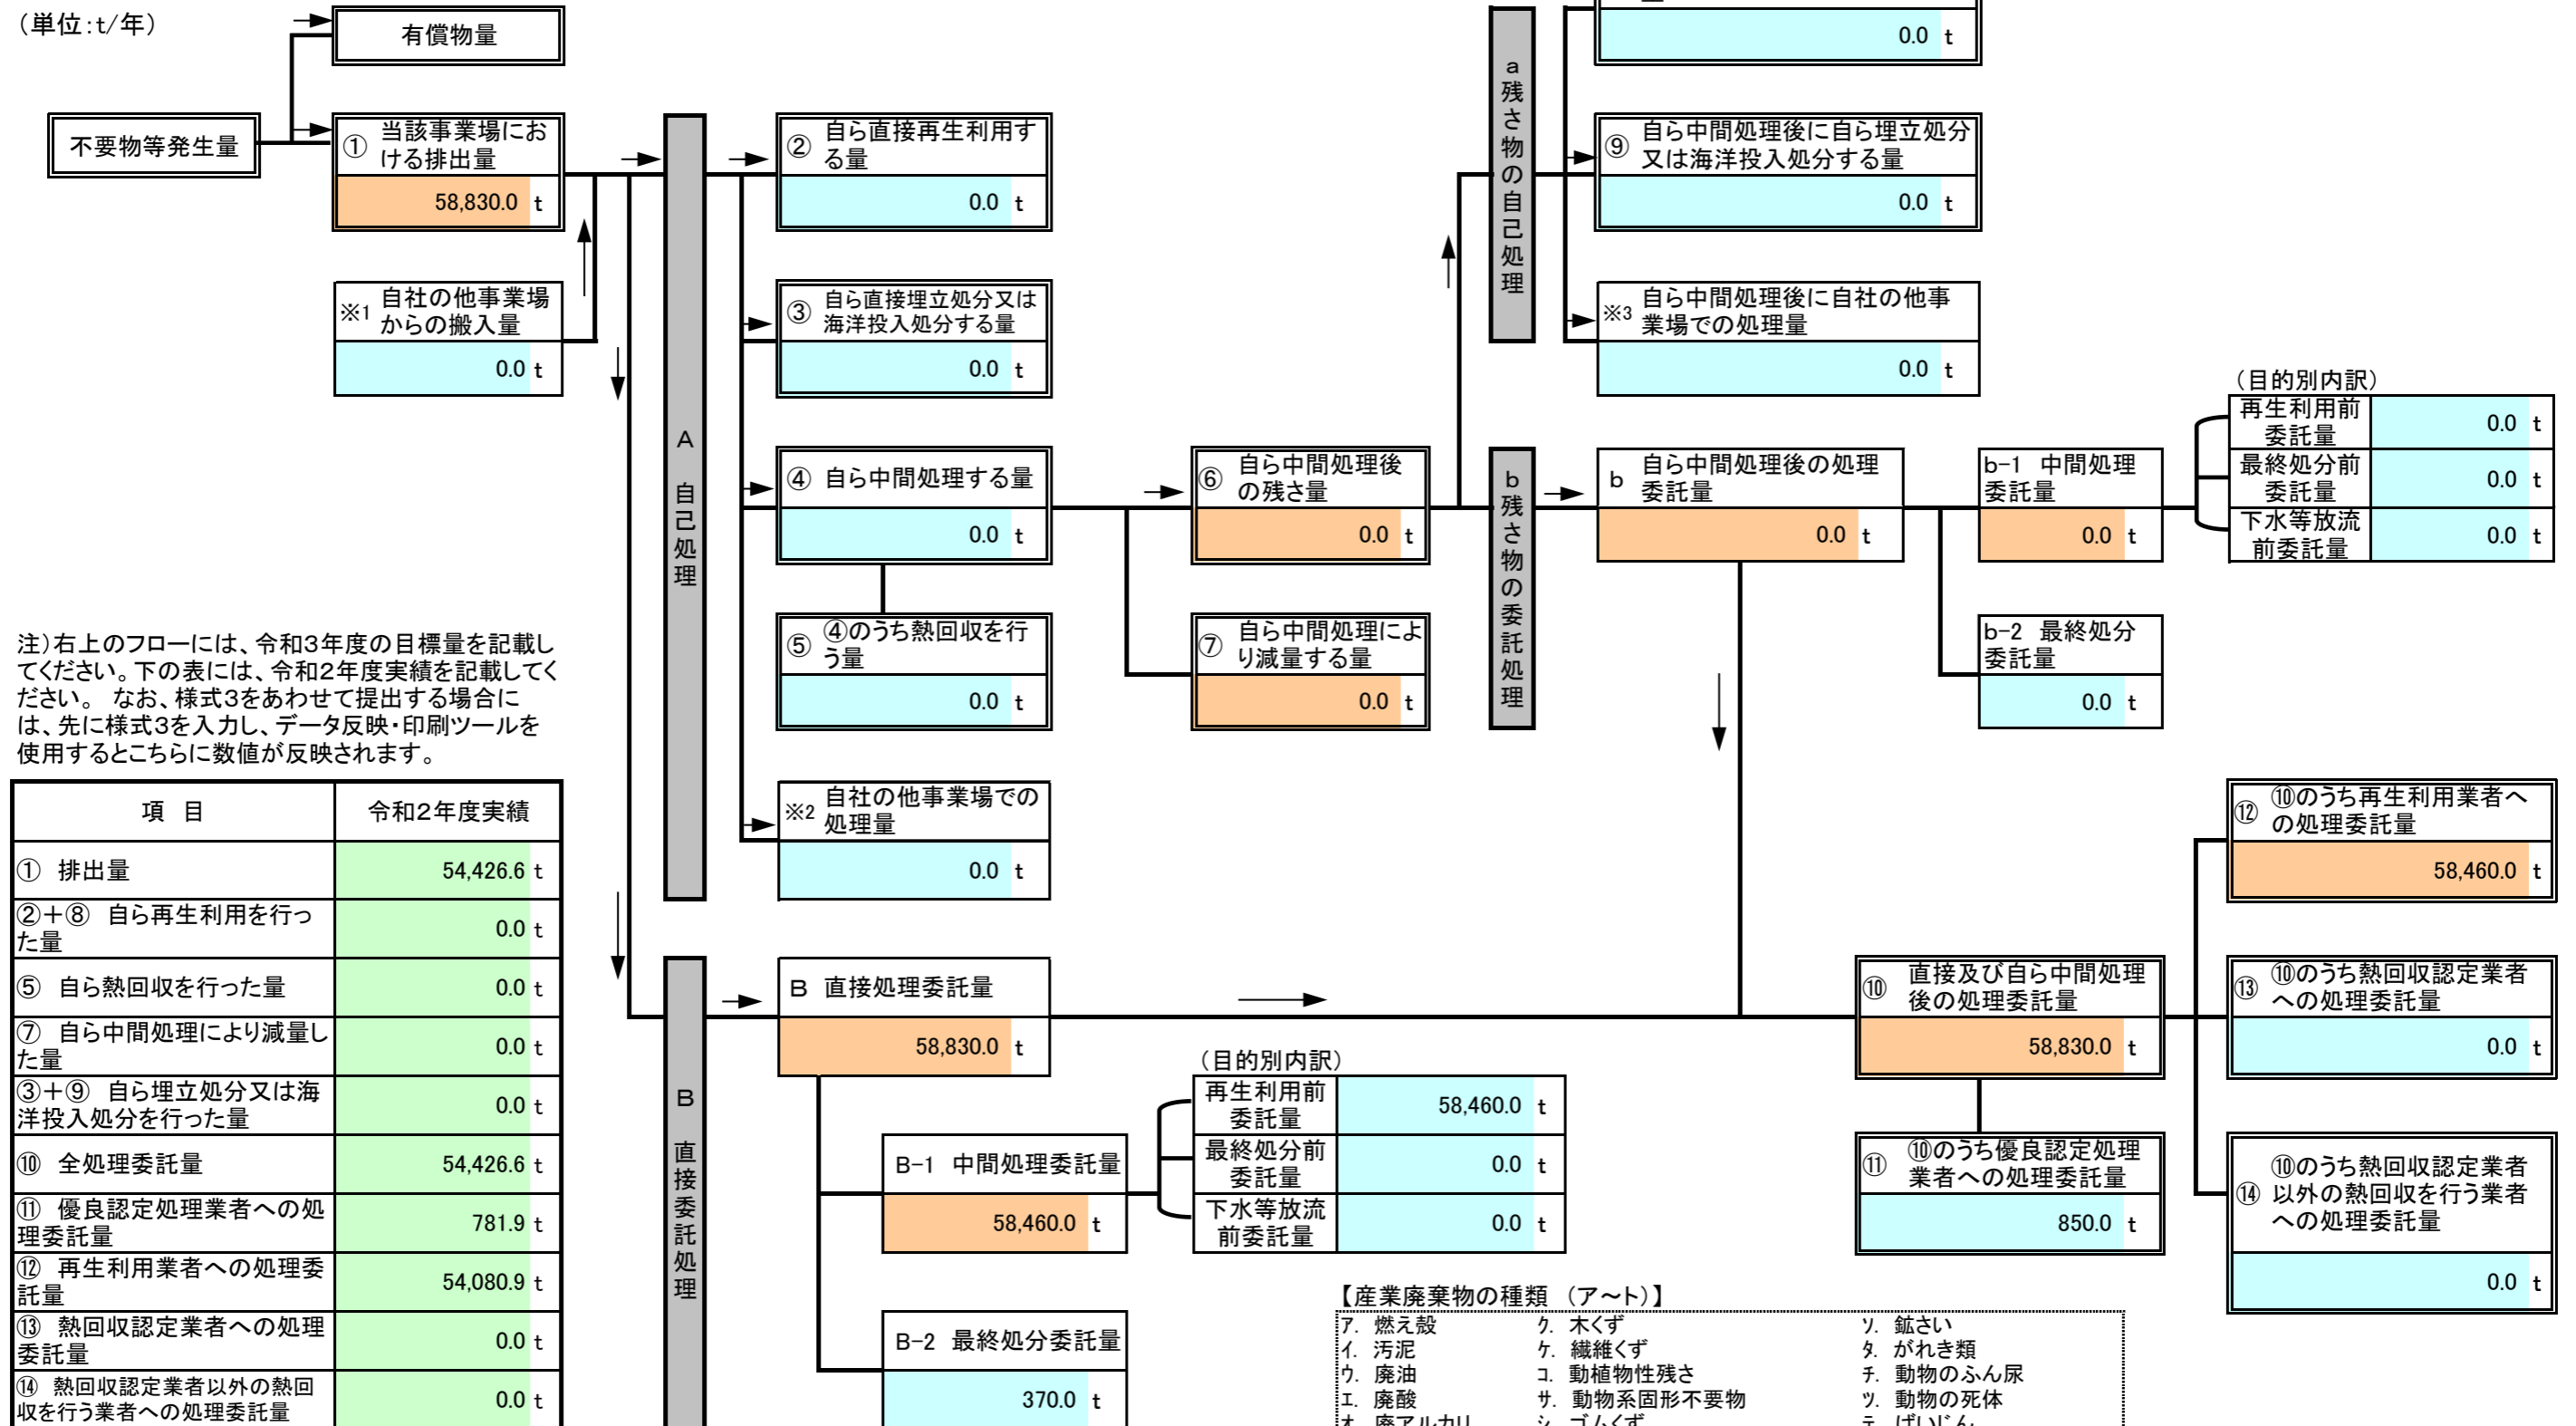 （単位：t/年）
有償物量
不要物等発生量
① 当該事業場にお
ける排出量
58,830.0 t
※1 自社の他事業場
からの搬入量
0.0 t
A 自己処理
② 自ら直接再生利用す
る量
0.0 t
③ 自ら直接埋立処分又は
海洋投入処分する量
0.0 t
④ 自ら中間処理する量
0.0 t
⑤ ④のうち熱回収を行
う量
0.0 t
※2 自社の他事業場での
処理量
0.0 t
⑥ 自ら中間処理後
の残さ量
0.0 t
⑦ 自ら中間処理によ
り減量する量
0.0 t
a 残さ物の自己処理
0.0 t
⑨ 自ら中間処理後に自ら埋立処分
又は海洋投入処分する量
0.0 t
※3 自ら中間処理後に自社の他事
業場での処理量
0.0 t
b 残さ物の委託処理
b 自ら中間処理後の処理
委託量
0.0 t
b-1 中間処理
委託量
0.0 t
（目的別内訳）
再生利用前
委託量
0.0 t
最終処分前
委託量
0.0 t
下水等放流
前委託量
0.0 t
b-2 最終処分
委託量
0.0 t
注）右上のフローには、令和3年度の目標量を記載し
てください。下の表には、令和2年度実績を記載してく
ださい。 なお、様式3をあわせて提出する場合に
は、先に様式3を入力し、データ反映・印刷ツールを
使用するとこちらに数値が反映されます。
項 目 令和2年度実績
① 排出量 54,426.6 t
②＋⑧ 自ら再生利用を行っ
た量
0.0 t
⑤ 自ら熱回収を行った量 0.0 t
⑦ 自ら中間処理により減量し
た量
0.0 t
③＋⑨ 自ら埋立処分又は海
洋投入処分を行った量
0.0 t
⑩ 全処理委託量 54,426.6 t
⑪ 優良認定処理業者への処
理委託量
781.9 t
⑫ 再生利用業者への処理委
託量
54,080.9 t
⑬ 熱回収認定業者への処理
委託量
0.0 t
⑭ 熱回収認定業者以外の熱回
収を行う業者への処理委託量
0.0 t
B 直接委託処理
B 直接処理委託量
58,830.0 t
B-1 中間処理委託量
58,460.0 t
（目的別内訳）
再生利用前
委託量
58,460.0 t
最終処分前
委託量
0.0 t
下水等放流
前委託量
0.0 t
B-2 最終処分委託量
370.0 t
⑩ 直接及び自ら中間処理
後の処理委託量
58,830.0 t
⑪ ⑩のうち優良認定処理
業者への処理委託量
850.0 t
⑫ ⑩のうち再生利用業者へ
の処理委託量
58,460.0 t
⑬ ⑩のうち熱回収認定業者
への処理委託量
0.0 t
⑭ ⑩のうち熱回収認定業者
以外の熱回収を行う業者
への処理委託量
0.0 t
【産業廃棄物の種類 （ア～ト）】
ｱ. 燃え殻 ｸ. 木くず ｿ. 鉱さい
ｲ. 汚泥 ｹ. 繊維くず ﾀ. がれき類
ｳ. 廃油 ｺ. 動植物性残さ ﾁ. 動物のふん尿
ｴ. 廃酸 ｻ. 動物系固形不要物 ﾂ. 動物の死体
ｵ. 廃アルカリ ｼ. ゴムくず ﾃ. ばいじん